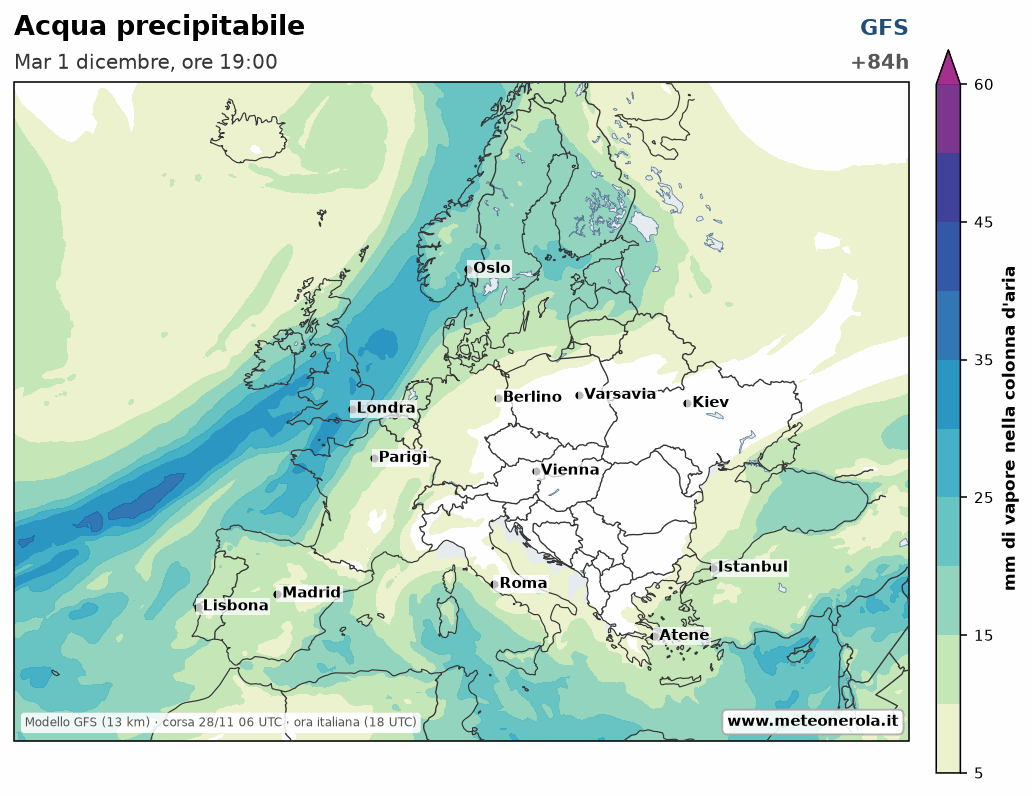 Acqua precipitabile
GFS
Mar 1 dicembre, ore 19:00
+84h
60
45
35
25
15
5
mm di vapore nella colonna d'aria
Oslo
Berlino
Varsavia
Kiev
Londra
Parigi
Vienna
Istanbul
Roma
Madrid
Lisbona
Atene
Modello GFS (13 km) · corsa 28/11 06 UTC · ora italiana (18 UTC)
www.meteonerola.it